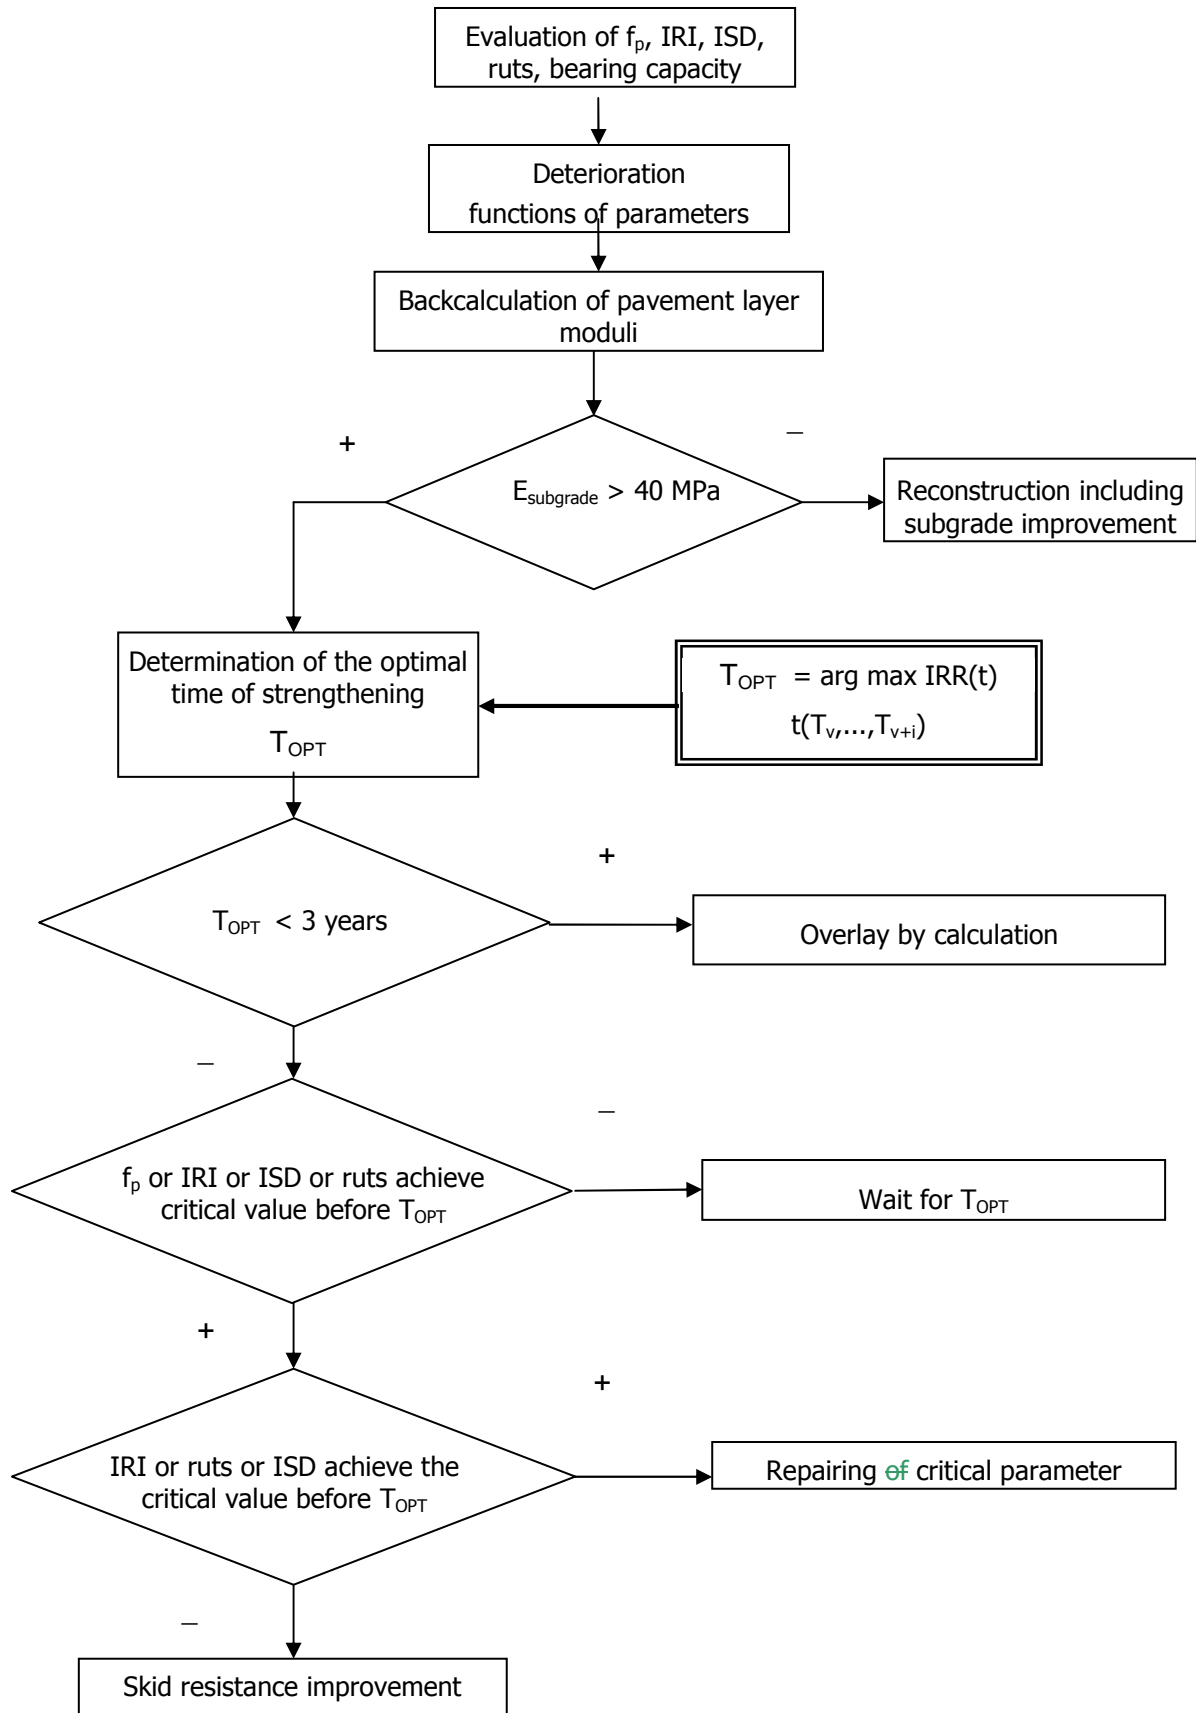 Evaluation of fp, IRI, ISD,
ruts, bearing capacity
Deterioration
functions of parameters
Backcalculation of pavement layer
moduli
+
−
Esubgrade > 40 MPa
Reconstruction including
subgrade improvement
Determination of the optimal
time of strengthening
TOPT
TOPT = arg max IRR(t)
t(Tv,...,Tv+i)
+
TOPT < 3 years
Overlay by calculation
−
−
fp or IRI or ISD or ruts achieve
critical value before TOPT
Wait for TOPT
+
+
IRI or ruts or ISD achieve the
critical value before TOPT
Repairing of critical parameter
−
Skid resistance improvement